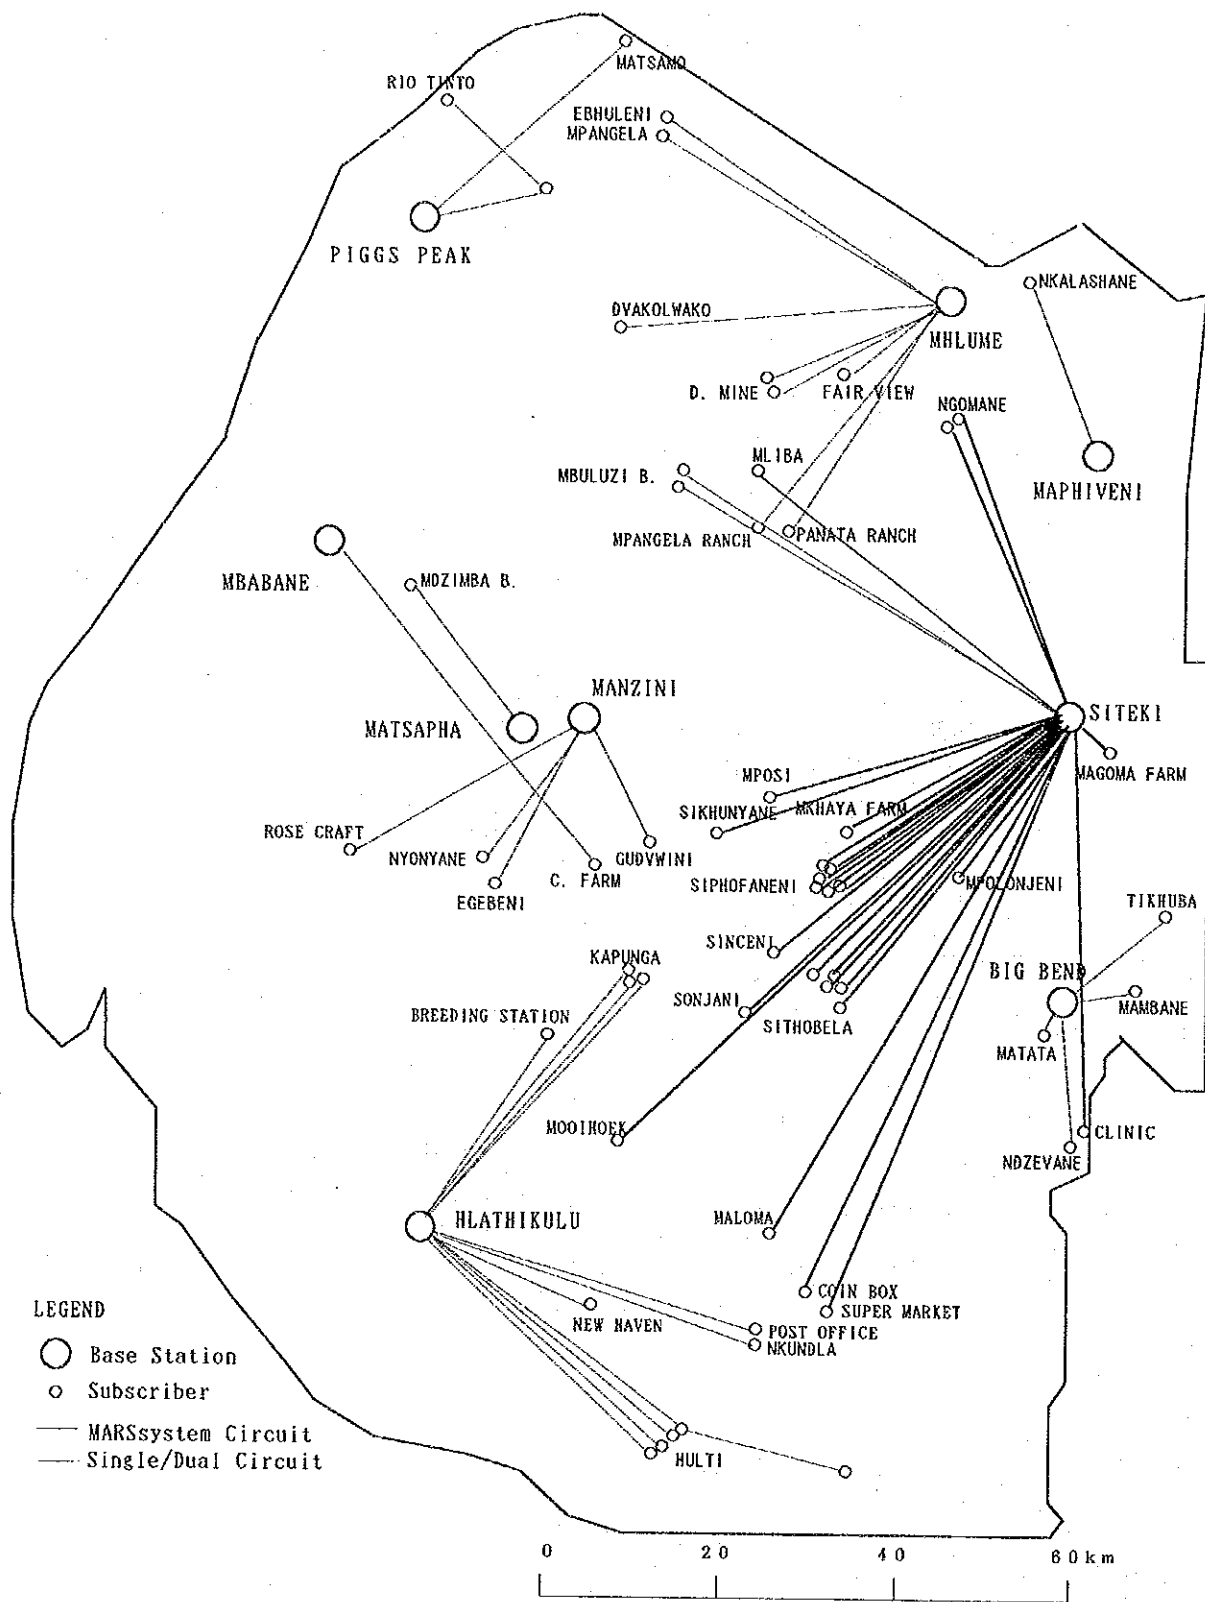 MATSAMO
RIO TINTO
EBHULENI
MPANGELA
PIGGS PEAK
NKALASHANE
DVAKOLWAKO
MHLUME
D. MINE
FAIR VIEW
NGOMANE
MLIBA
MBULUZI B.
MAPHIVENI
MPANGELA RANCH
PANATA RANCH
MBABANE
MDZIMBA B.
MANZINI
MATSAPHA
SITEKI
MPOSI
MAGOMA FARM
SIKHUNYANE
MKHAYA FARM
ROSE CRAFT
NYONYANE
GUDVWINI
C. FARM
SIPHOFANENI
MPOLONJENI
EGEBENI
TIKHUBA
SINCENI
KAPUNGA
BIG BEND
SONJANI
MAMBANE
BREEDING STATION
SITHOBELA
MATATA
MOOIHOEK
CLINIC
NDZEVANE
HLATHIKULU
MALOMA
COIN BOX
SUPER MARKET
NEW HAVEN
POST OFFICE
NKUNDLA
HULTI
LEGEND
Base Station
Subscriber
MARSsystem Circuit
Single/Dual Circuit
0 20 40 60km